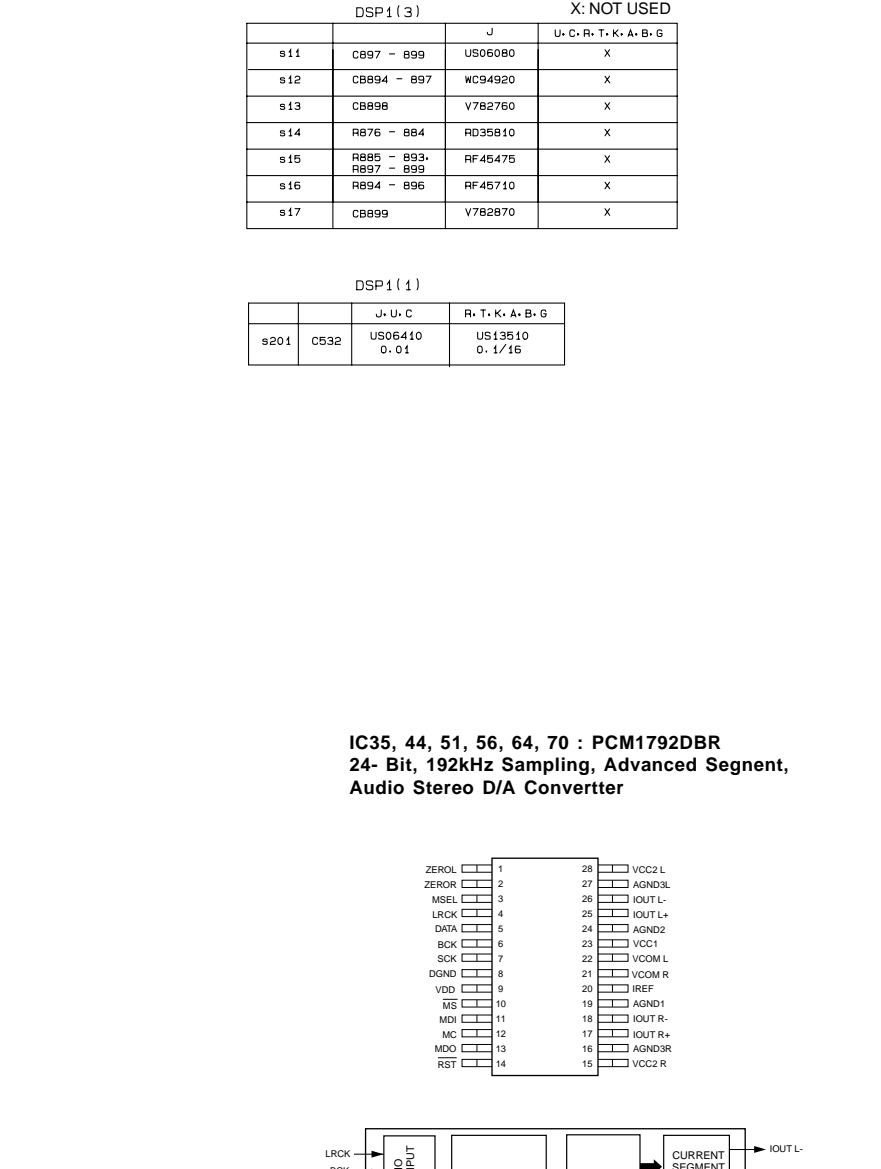 DSP1(3) X: NOT USED
J U, C, R, T, K, A, B, G
s11 C897 - 899 US06080 X
s12 CB894 - 897 WC94920 X
s13 CB898 V782760 X
s14 R876 - 884 RD35810 X
s15 R885 - 893, RF45475 X
R897 - 899
s16 R894 - 896 RF45710 X
s17 CB899 V782870 X
DSP1(1)
J, U, C R, T, K, A, B, G
s201 C532 US06410 US13510
0.01 0.1/16
IC35, 44, 51, 56, 64, 70 : PCM1792DBR
24- Bit, 192kHz Sampling, Advanced Segnent,
Audio Stereo D/A Convertter
ZEROL 1 28 VCC2 L
ZEROR 2 27 AGND3L
MSEL 3 26 IOUT L-
LRCK 4 25 IOUT L+
DATA 5 24 AGND2
BCK 6 23 VCC1
SCK 7 22 VCOM L
DGND 8 21 VCOM R
VDD 9 20 IREF
MS 10 19 AGND1
MDI 11 18 IOUT R-
MC 12 17 IOUT R+
MDO 13 16 AGND3R
RST 14 15 VCC2 R
LRCK CURRENT IOUT L-
SEGMENT